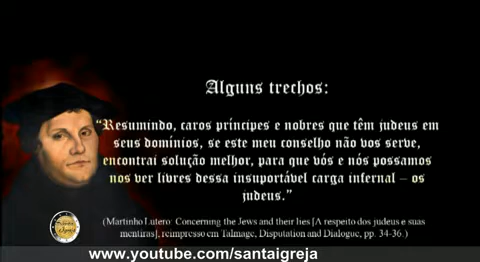 Alguns trechos:
“Resumindo, caros príncipes e nobres que têm judeus em
seus domínios, se este meu conselho não vos serve,
encontrai solução melhor, para que vós e nós possamos
nos ver livres dessa insuportável carga infernal – os
judeus.”
(Martinho Lutero: Concerning the Jews and their lies [A respeito dos judeus e suas
mentiras], reimpresso em Talmage, Disputation and Dialogue, pp. 34-36.)
www.youtube.com/santaigreja